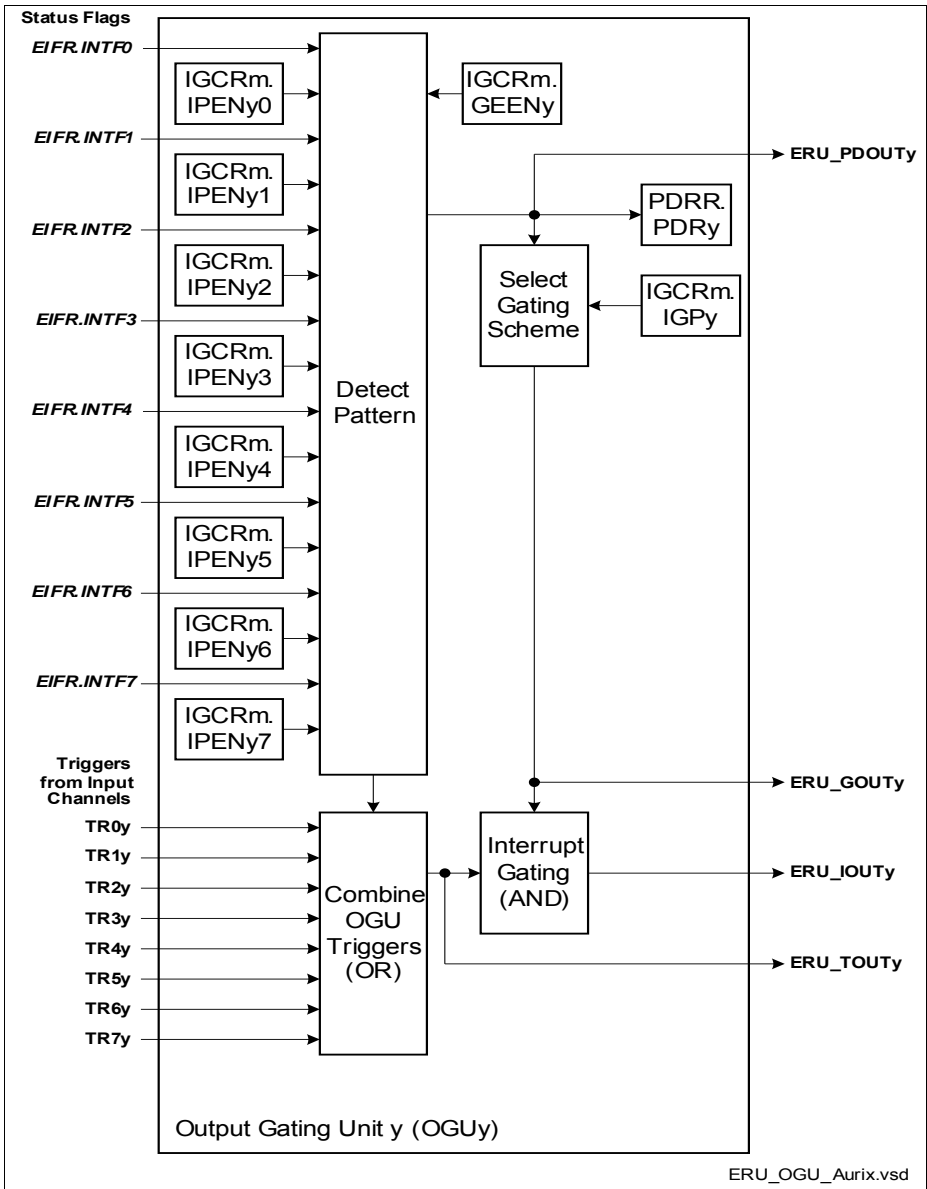 Status Flags
EIFR.INTF0
IGCRm.
IPENy0
IGCRm.
GEENy
EIFR.INTF1
ERU_PDOUTy
IGCRm.
IPENy1
PDRR.
PDRy
EIFR.INTF2
IGCRm.
IPENy2
Select
Gating
Scheme
IGCRm.
IGPy
EIFR.INTF3
IGCRm.
IPENy3
Detect
Pattern
EIFR.INTF4
IGCRm.
IPENy4
EIFR.INTF5
IGCRm.
IPENy5
EIFR.INTF6
IGCRm.
IPENy6
EIFR.INTF7
IGCRm.
IPENy7
Triggers
from Input
Channels
ERU_GOUTy
TR0y
TR1y
TR2y
TR3y
TR4y
TR5y
TR6y
TR7y
Combine
OGU
Triggers
(OR)
Interrupt
Gating
(AND)
ERU_IOUTy
ERU_TOUTy
Output Gating Unit y (OGUy)
ERU_OGU_Aurix.vsd